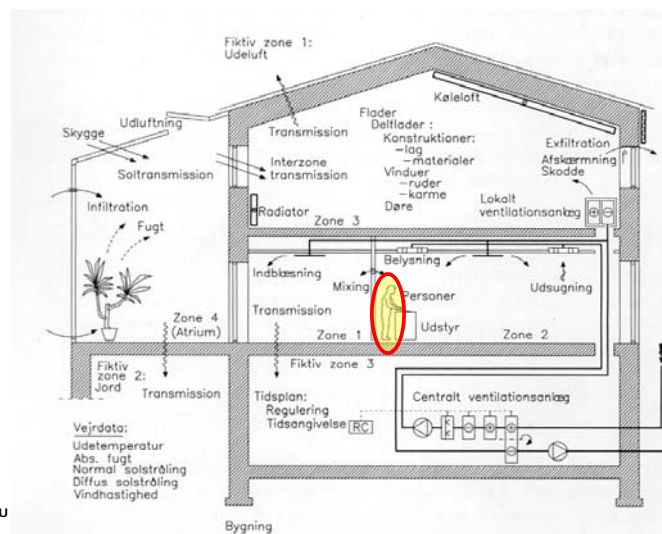 Fiktiv zone 1:
Udeluft
Køleloft
Udluftning
Skygge
Soltransmission
Transmission
Interzone
transmission
Flader
Delflader :
Konstruktioner:
—lag
—materialer
Vinduer
—ruder
—karme
Døre
Exfiltration
Afskærmning
Skodde
Infiltration
Fugt
Radiator
Zone 3
Lokalt
ventilationsanlæg
Indblæsning
Mixing
Belysning
Personer
Udsugning
Transmission
Zone 4
(Atrium)
Zone 1
Udstyr
Zone 2
Fiktiv
zone 2:
Jord
Transmission
Fiktiv zone 3
Tidsplan:
Regulering
Tidsangivelse
RC
Centralt ventilationsanlæg
Vejrdata:
Udetemperatur
Abs. fugt
Normal solstråling
Diffus solstråling
Vindhastighed
U
Bygning